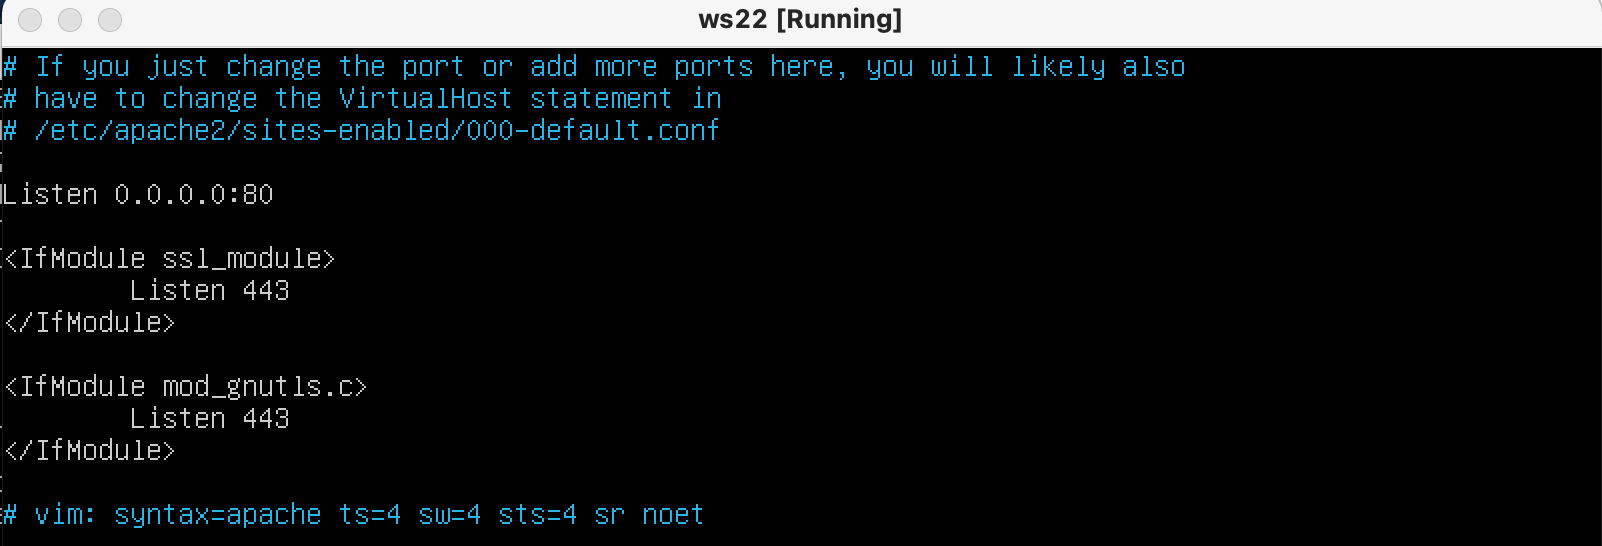 ws22 [Running]
# If you just change the port or add more ports here, you will likely also
# have to change the VirtualHost statement in
# /etc/apache2/sites-enabled/000-default.conf
Listen 0.0.0.0:80
<IfModule ssl_module>
Listen 443
</IfModule>
<IfModule mod_gnutls.c>
Listen 443
</IfModule>
# vim: syntax=apache ts=4 sw=4 sts=4 sr noet